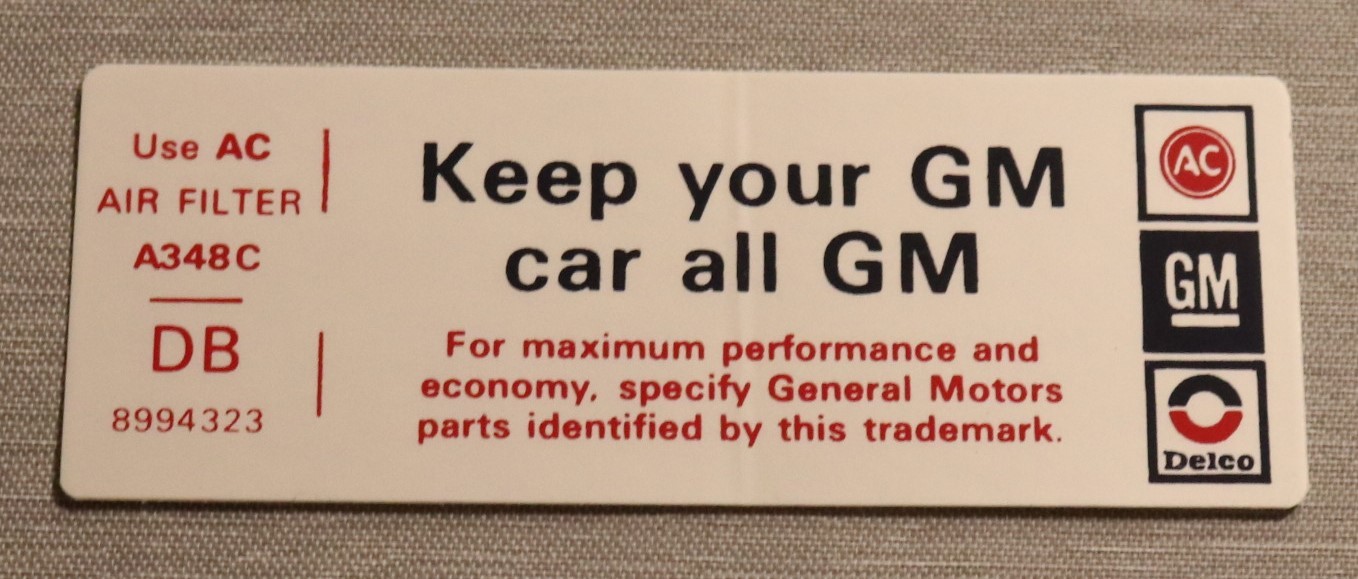 Use AC
AIR FILTER
A348C
DB
8994323
Keep your GM
car all GM
For maximum performance and
economy, specify General Motors
parts identified by this trademark.
AC
GM
Delco